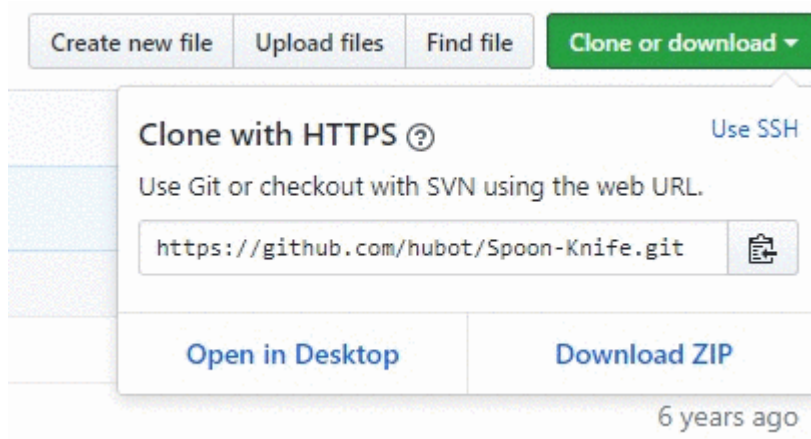 Create new file Upload files Find file Clone or download
Clone with HTTPS Use SSH
Use Git or checkout with SVN using the web URL.
https://github.com/hubot/Spoon-Knife.git
Open in Desktop Download ZIP
6 years ago